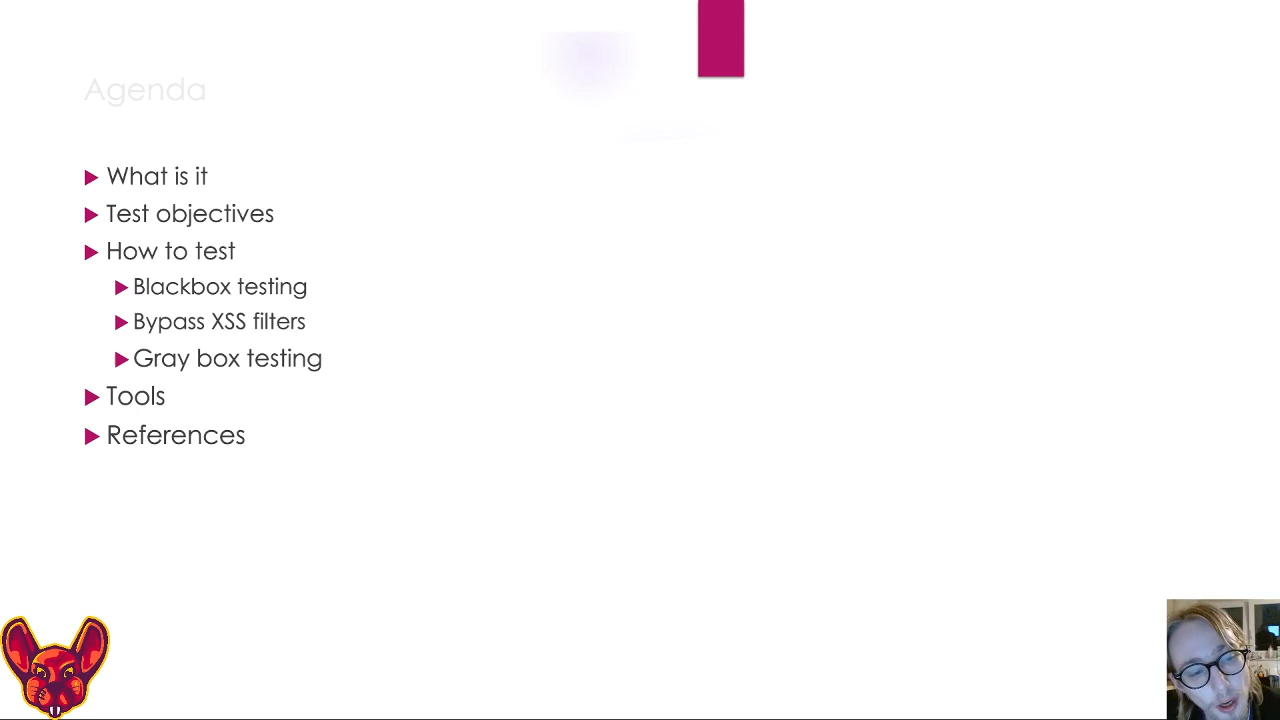 Agenda
What is it
Test objectives
How to test
Blackbox testing
Bypass XSS filters
Gray box testing
Tools
References